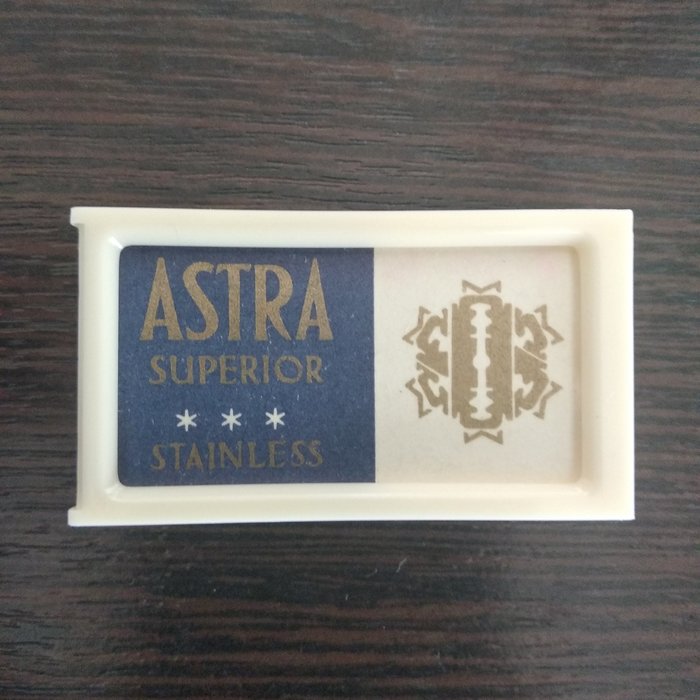 ASTRA
SUPERIOR
* * *
STAINLESS